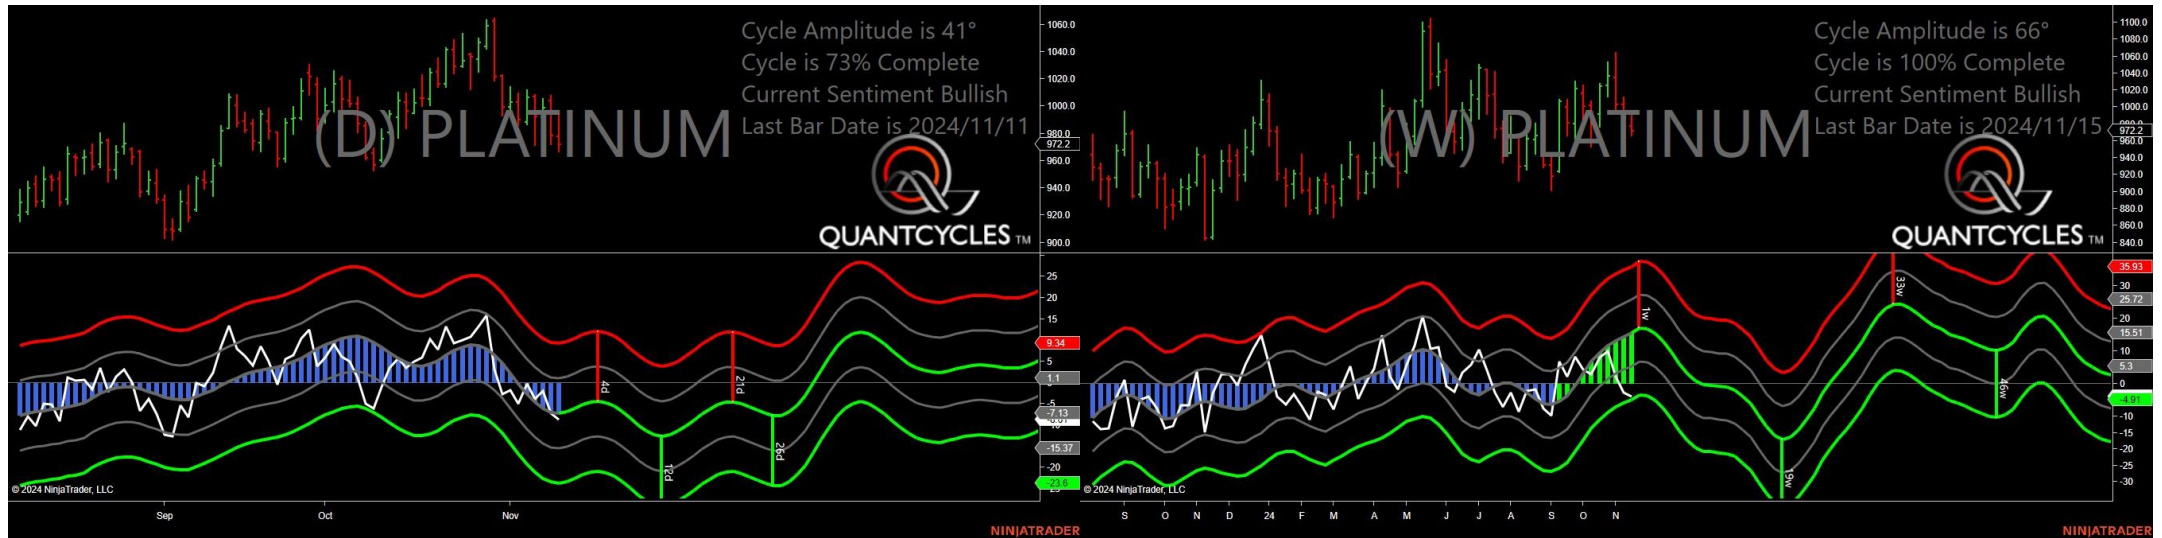 Cycle Amplitude is 41°
Cycle is 73% Complete
Current Sentiment Bullish
Last Bar Date is 2024/11/11
(D) PLATINUM
QUANTCYCLES TM
1060.0
1040.0
1020.0
1000.0
980.0
972.2
960.0
940.0
920.0
900.0
25
20
15
9.34
5
1.1
-5
-7.13
-15.37
-20
-23.6
4d
12d
21d
26d
© 2024 NinjaTrader, LLC
Sep
Oct
Nov
NINJATRADER
Cycle Amplitude is 66°
Cycle is 100% Complete
Current Sentiment Bullish
Last Bar Date is 2024/11/15
(W) PLATINUM
QUANTCYCLES TM
1100.0
1080.0
1060.0
1040.0
1020.0
1000.0
972.2
960.0
940.0
920.0
900.0
880.0
860.0
840.0
35.93
30
25.72
20
15.51
10
5.3
0
-4.91
-10
-15
-20
-25
-30
1w
19w
33w
46w
© 2024 NinjaTrader, LLC
S O N D 24 F M A M J J A S O N
NINJATRADER